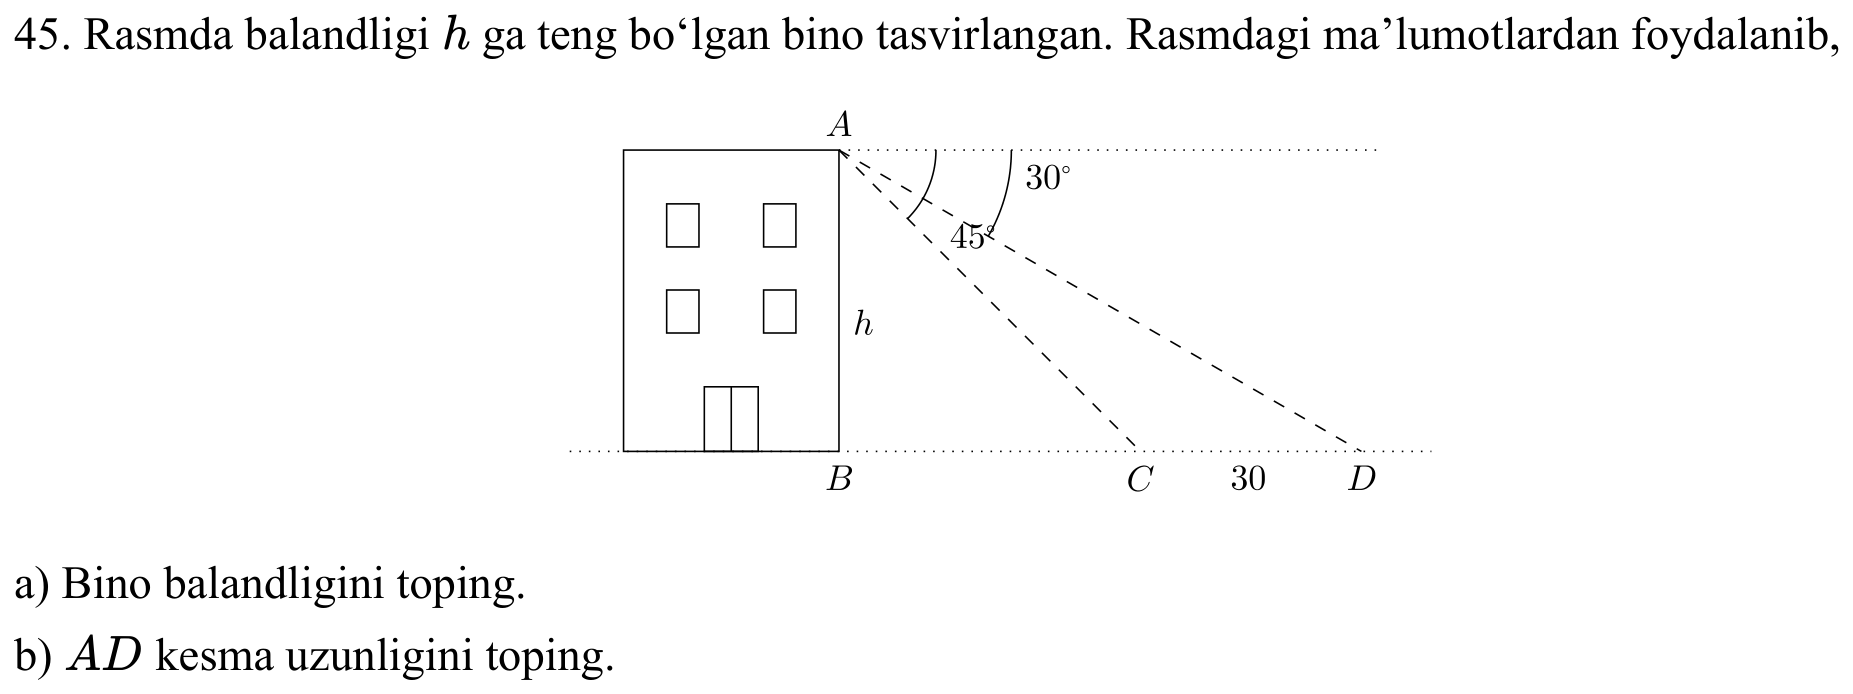 45. Rasmda balandligi h ga teng bo‘lgan bino tasvirlangan. Rasmdagi ma’lumotlardan foydalanib,
A
30°
45°
h
B C 30 D
a) Bino balandligini toping.
b) AD kesma uzunligini toping.